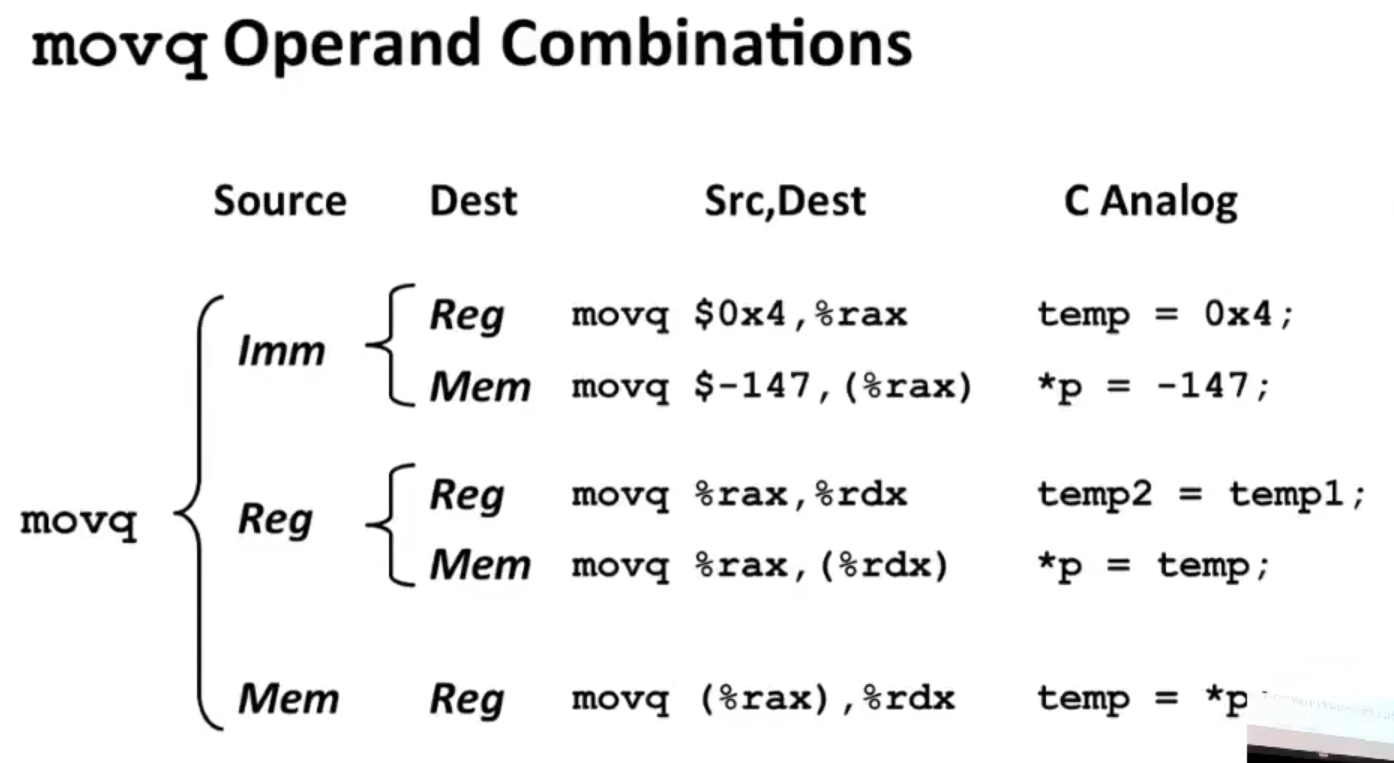 movq Operand Combinations
Source Dest Src,Dest C Analog
Imm Reg movq $0x4,%rax temp = 0x4;
Mem movq $-147,(%rax) *p = -147;
movq Reg Reg movq %rax,%rdx temp2 = temp1;
Mem movq %rax,(%rdx) *p = temp;
Mem Reg movq (%rax),%rdx temp = *p